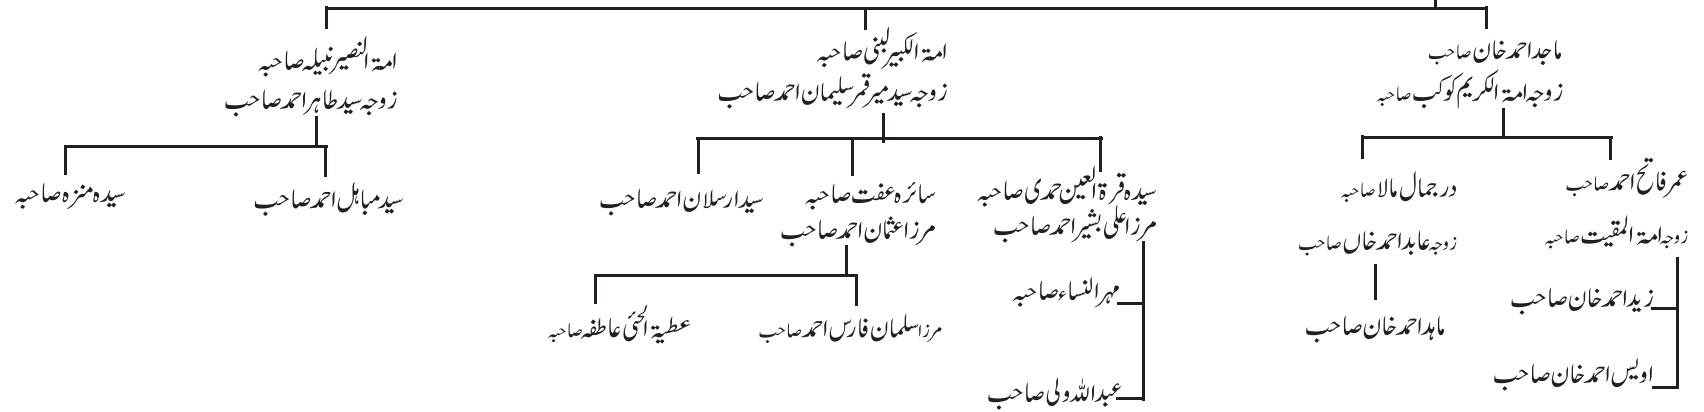 ماجد احمد خان صاحب
زوجہ امۃ الکریم کوکب صاحبہ
امۃ الکبیر لبنیٰ صاحبہ
زوجہ سید میر قمر سلیمان احمد صاحب
امۃ النصیر نبیلہ صاحبہ
زوجہ سید طاہر احمد صاحب
عمر فاتح احمد صاحب
زوجہ امۃ المقیت صاحبہ
زید احمد خان صاحب
اویس احمد خان صاحب
در جمال مالا صاحبہ
زوجہ عابد احمد خاں صاحب
ماہد احمد خان صاحب
سیدہ قرۃ العین حمدی صاحبہ
مرزا علی بشیر احمد صاحب
مہر النساء صاحبہ
عبداللہ ولی صاحب
سائرہ عفت صاحبہ
مرزا عثمان احمد صاحب
مرزا سلمان فارس احمد صاحب
عطیۃ الحئی عاطفہ صاحبہ
سید ارسلان احمد صاحب
سید مباہل احمد صاحب
سیدہ منزہ صاحبہ